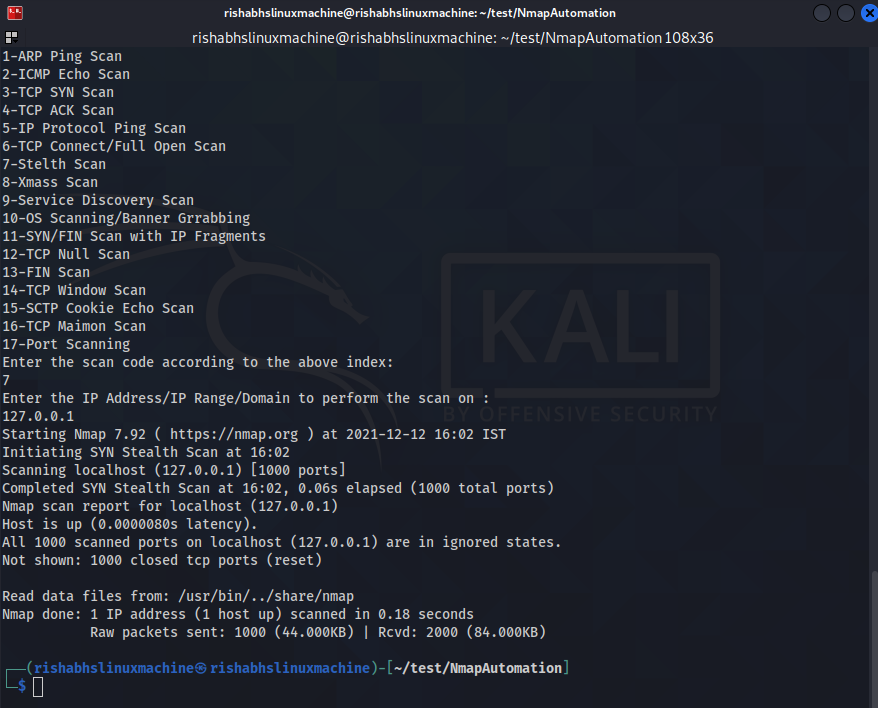 rishabhslinuxmachine@rishabhslinuxmachine: ~/test/NmapAutomation
rishabhslinuxmachine@rishabhslinuxmachine: ~/test/NmapAutomation 108x36
1-ARP Ping Scan
2-ICMP Echo Scan
3-TCP SYN Scan
4-TCP ACK Scan
5-IP Protocol Ping Scan
6-TCP Connect/Full Open Scan
7-Stelth Scan
8-Xmass Scan
9-Service Discovery Scan
10-OS Scanning/Banner Grrabbing
11-SYN/FIN Scan with IP Fragments
12-TCP Null Scan
13-FIN Scan
14-TCP Window Scan
15-SCTP Cookie Echo Scan
16-TCP Maimon Scan
17-Port Scanning
Enter the scan code according to the above index:
7
Enter the IP Address/IP Range/Domain to perform the scan on :
127.0.0.1
Starting Nmap 7.92 ( https://nmap.org ) at 2021-12-12 16:02 IST
Initiating SYN Stealth Scan at 16:02
Scanning localhost (127.0.0.1) [1000 ports]
Completed SYN Stealth Scan at 16:02, 0.06s elapsed (1000 total ports)
Nmap scan report for localhost (127.0.0.1)
Host is up (0.0000080s latency).
All 1000 scanned ports on localhost (127.0.0.1) are in ignored states.
Not shown: 1000 closed tcp ports (reset)
Read data files from: /usr/bin/../share/nmap
Nmap done: 1 IP address (1 host up) scanned in 0.18 seconds
Raw packets sent: 1000 (44.000KB) | Rcvd: 2000 (84.000KB)
(rishabhslinuxmachine㉿rishabhslinuxmachine)-[~/test/NmapAutomation]
$
KALI
BY OFFENSIVE SECURITY